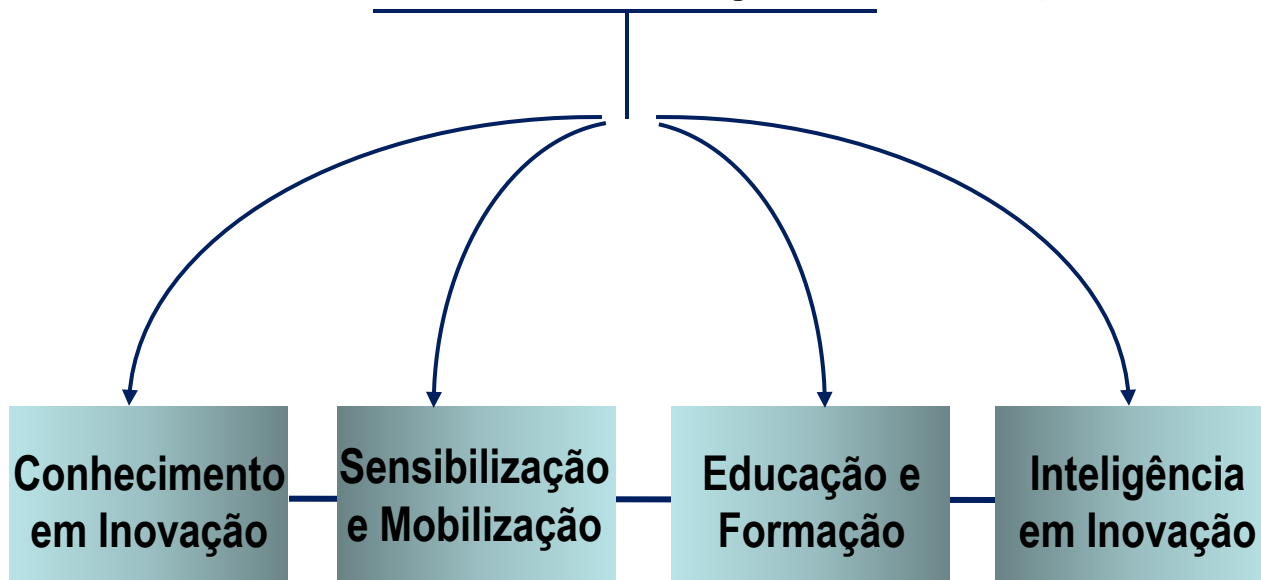 Conhecimento
em Inovação
Sensibilização
e Mobilização
Educação e
Formação
Inteligência
em Inovação